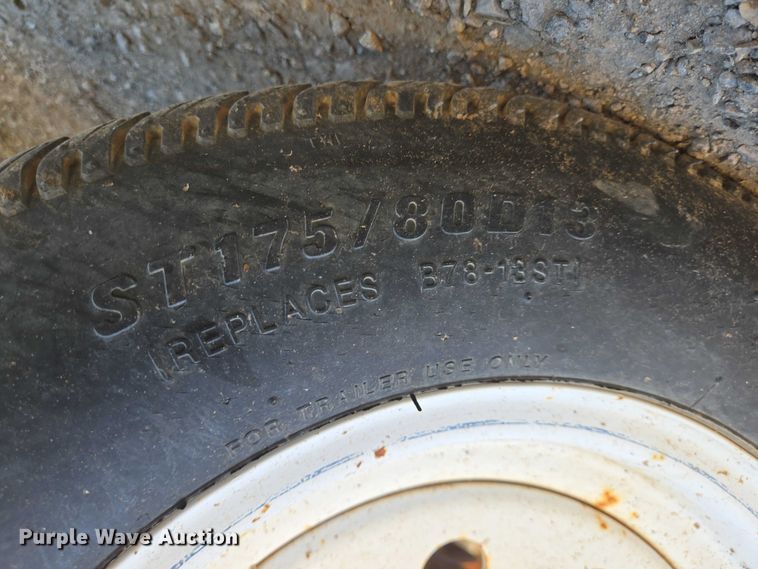 ST175/80D13
(REPLACES B78-13ST)
FOR TRAILER USE ONLY
Purple Wave Auction